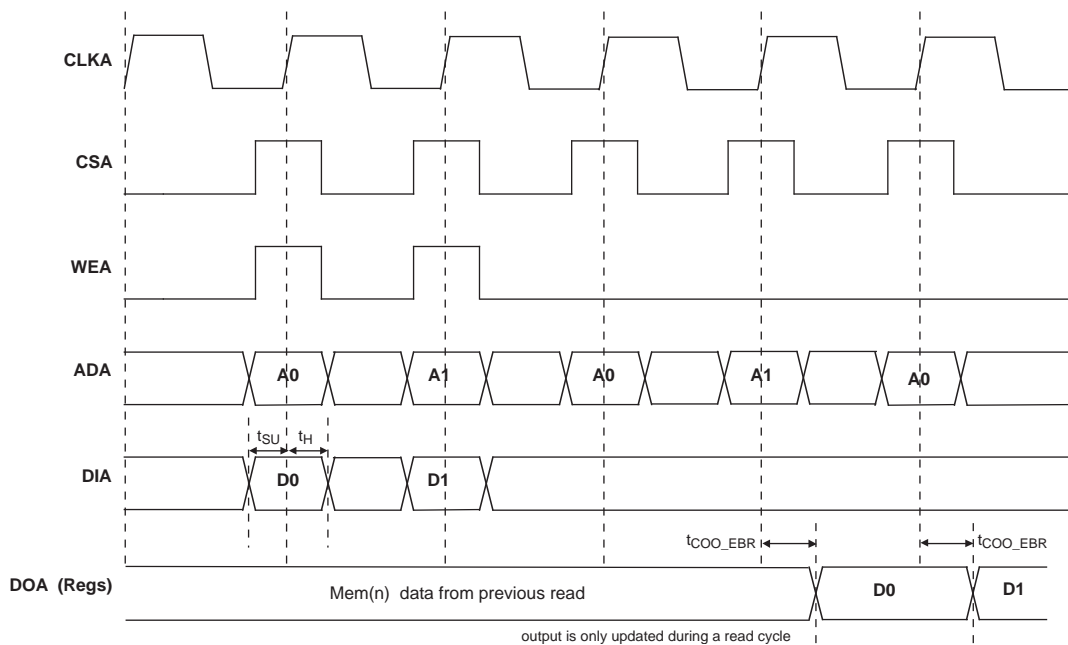 CLKA
CSA
WEA
ADA
A0 A1 A0 A1 A0
tSU tH
DIA
D0 D1
tCOO_EBR tCOO_EBR
DOA (Regs)
Mem(n) data from previous read D0 D1
output is only updated during a read cycle